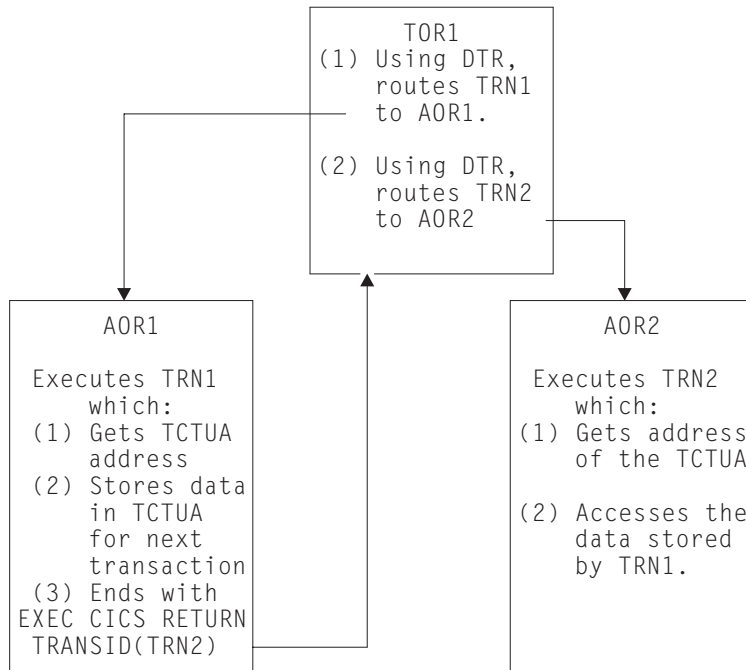 TOR1
(1) Using DTR,
routes TRN1
to AOR1.
(2) Using DTR,
routes TRN2
to AOR2
AOR1
Executes TRN1
which:
(1) Gets TCTUA
address
(2) Stores data
in TCTUA
for next
transaction
(3) Ends with
EXEC CICS RETURN
TRANSID(TRN2)
AOR2
Executes TRN2
which:
(1) Gets address
of the TCTUA
(2) Accesses the
data stored
by TRN1.